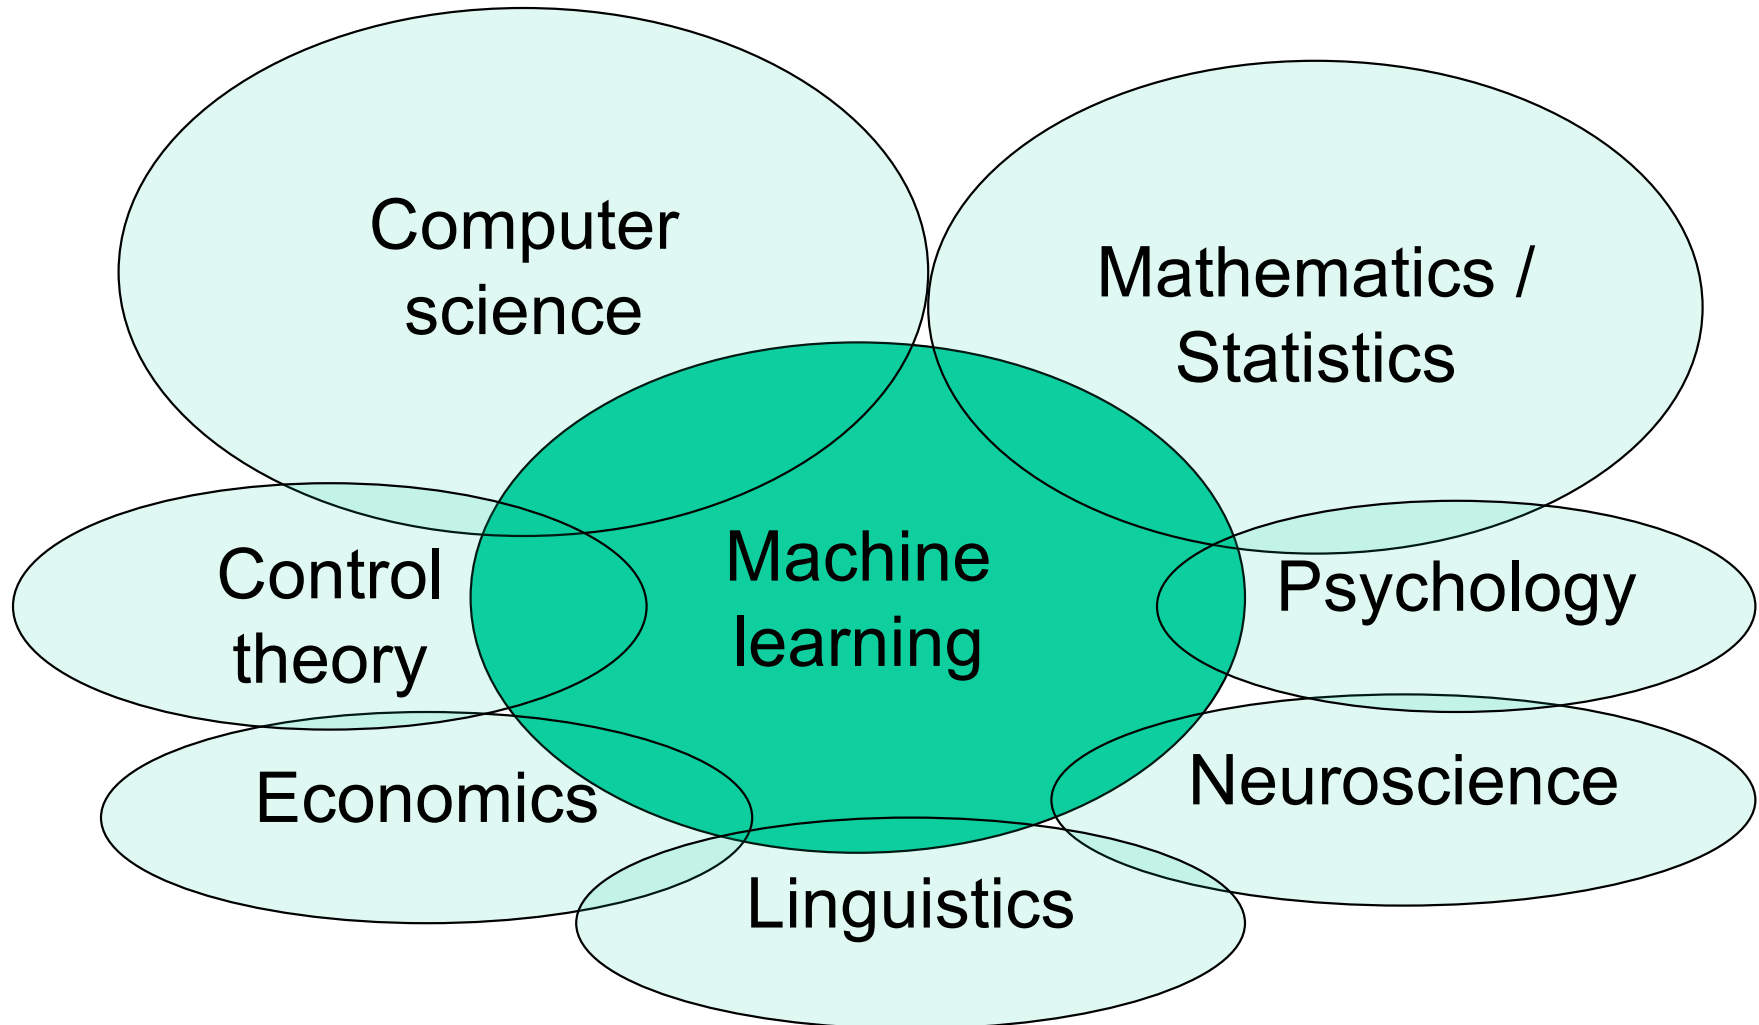 Computer
science
Mathematics /
Statistics
Control
theory
Machine
learning
Psychology
Economics
Neuroscience
Linguistics